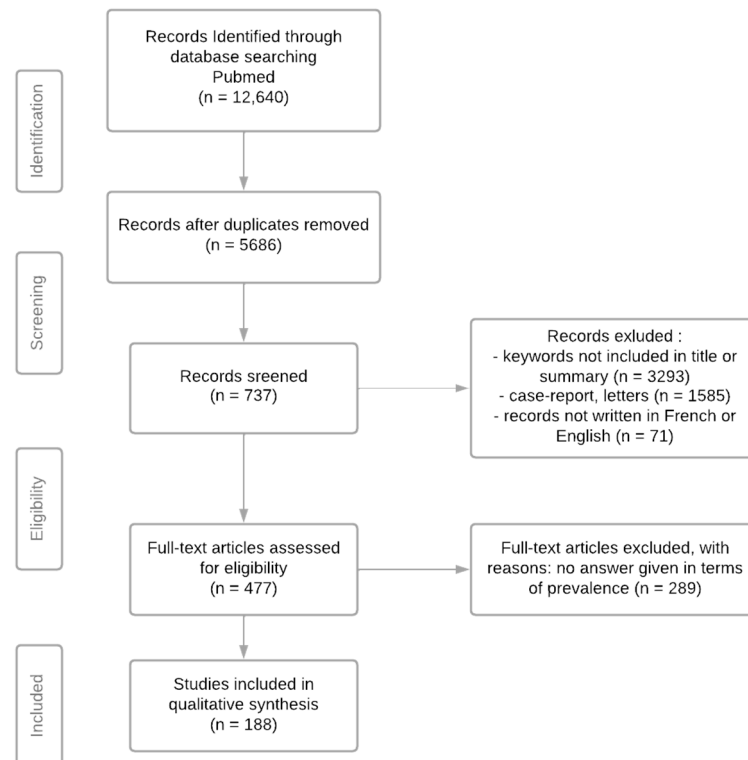 Identification
Records Identified through
database searching
Pubmed
(n = 12,640)
Records after duplicates removed
(n = 5686)
Screening
Records sreened
(n = 737)
Records exluded :
- keywords not included in title or
summary (n = 3293)
- case-report, letters (n = 1585)
- records not written in French or
English (n = 71)
Eligibility
Full-text articles assessed
for eligibility
(n = 477)
Full-text articles excluded, with
reasons: no answer given in terms
of prevalence (n = 289)
Included
Studies included in
qualitative synthesis
(n = 188)